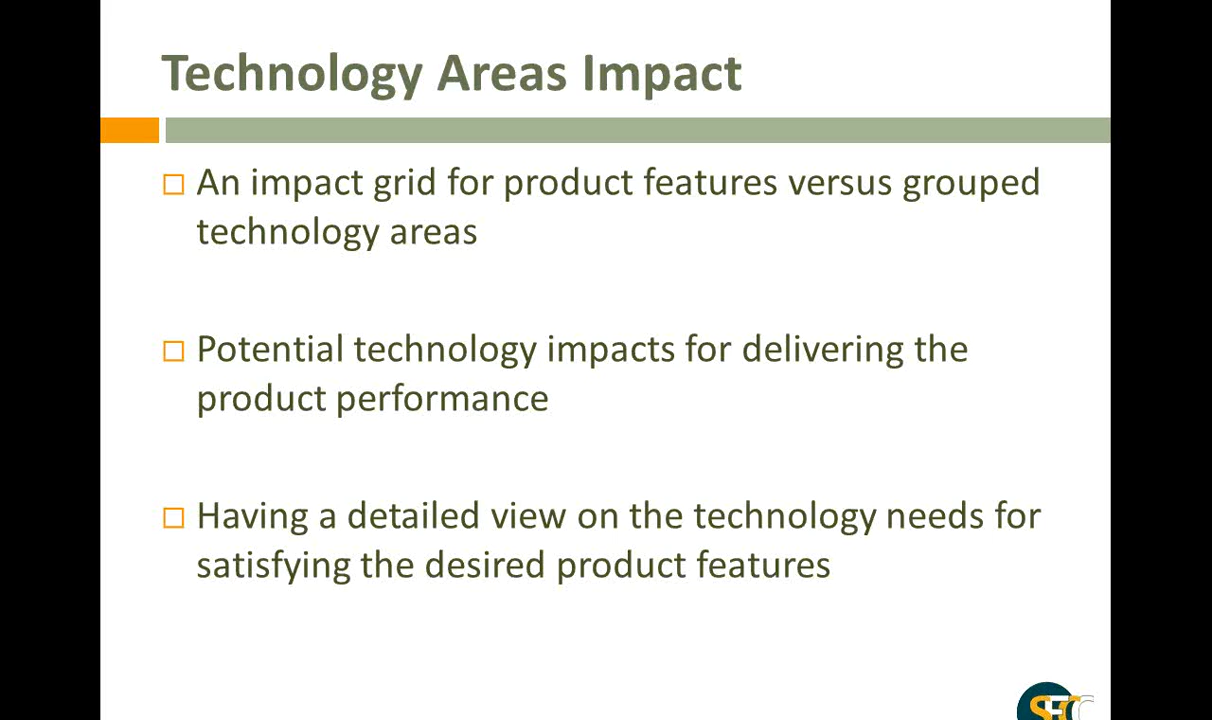 Technology Areas Impact
An impact grid for product features versus grouped
technology areas
Potential technology impacts for delivering the
product performance
Having a detailed view on the technology needs for
satisfying the desired product features